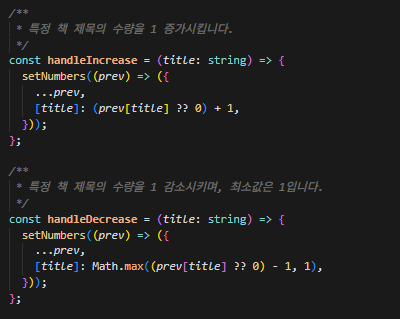 /**
 * 특정 책 제목의 수량을 1 증가시킵니다.
 */
const handleIncrease = (title: string) => {
  setNumbers((prev) => ({
    ...prev,
    [title]: (prev[title] ?? 0) + 1,
  }));
};

/**
 * 특정 책 제목의 수량을 1 감소시키며, 최소값은 1입니다.
 */
const handleDecrease = (title: string) => {
  setNumbers((prev) => ({
    ...prev,
    [title]: Math.max((prev[title] ?? 0) - 1, 1),
  }));
};